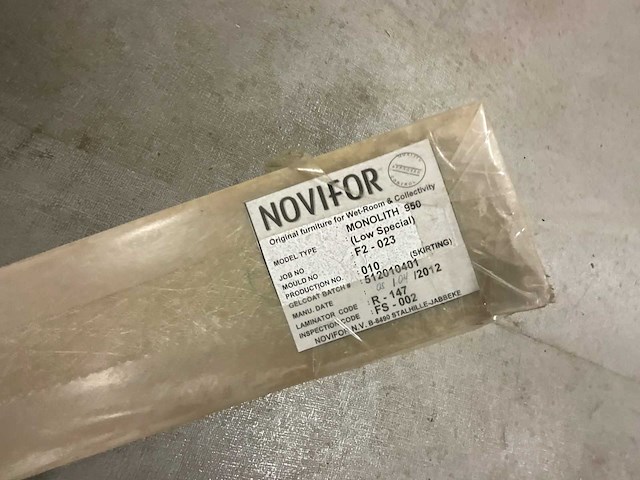 NOVIFOR
Original furniture for Wet-Room & Collectivity
MODEL TYPE : MONOLITH 950
(Low Special)
JOB NO : F2 - 023
MOULD NO : 010 (SKIRTING)
PRODUCTION NO. : 512010401
GELCOAT BATCH #
MANU. DATE : / 04 /2012
LAMINATOR CODE : R - 147
INSPECTION CODE : FS - 002
NOVIFOR N.V. B-8490 STALHILLE-JABBEKE